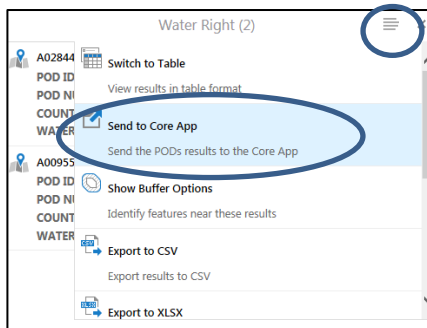 Water Right (2)
A02844
POD ID
POD NU
COUNT
WATER
A00955
POD ID
POD NU
COUNT
WATER
Switch to Table
View results in table format
Send to Core App
Send the PODs results to the Core App
Show Buffer Options
Identify features near these results
CSV
Export to CSV
Export results to CSV
XLSX
Export to XLSX